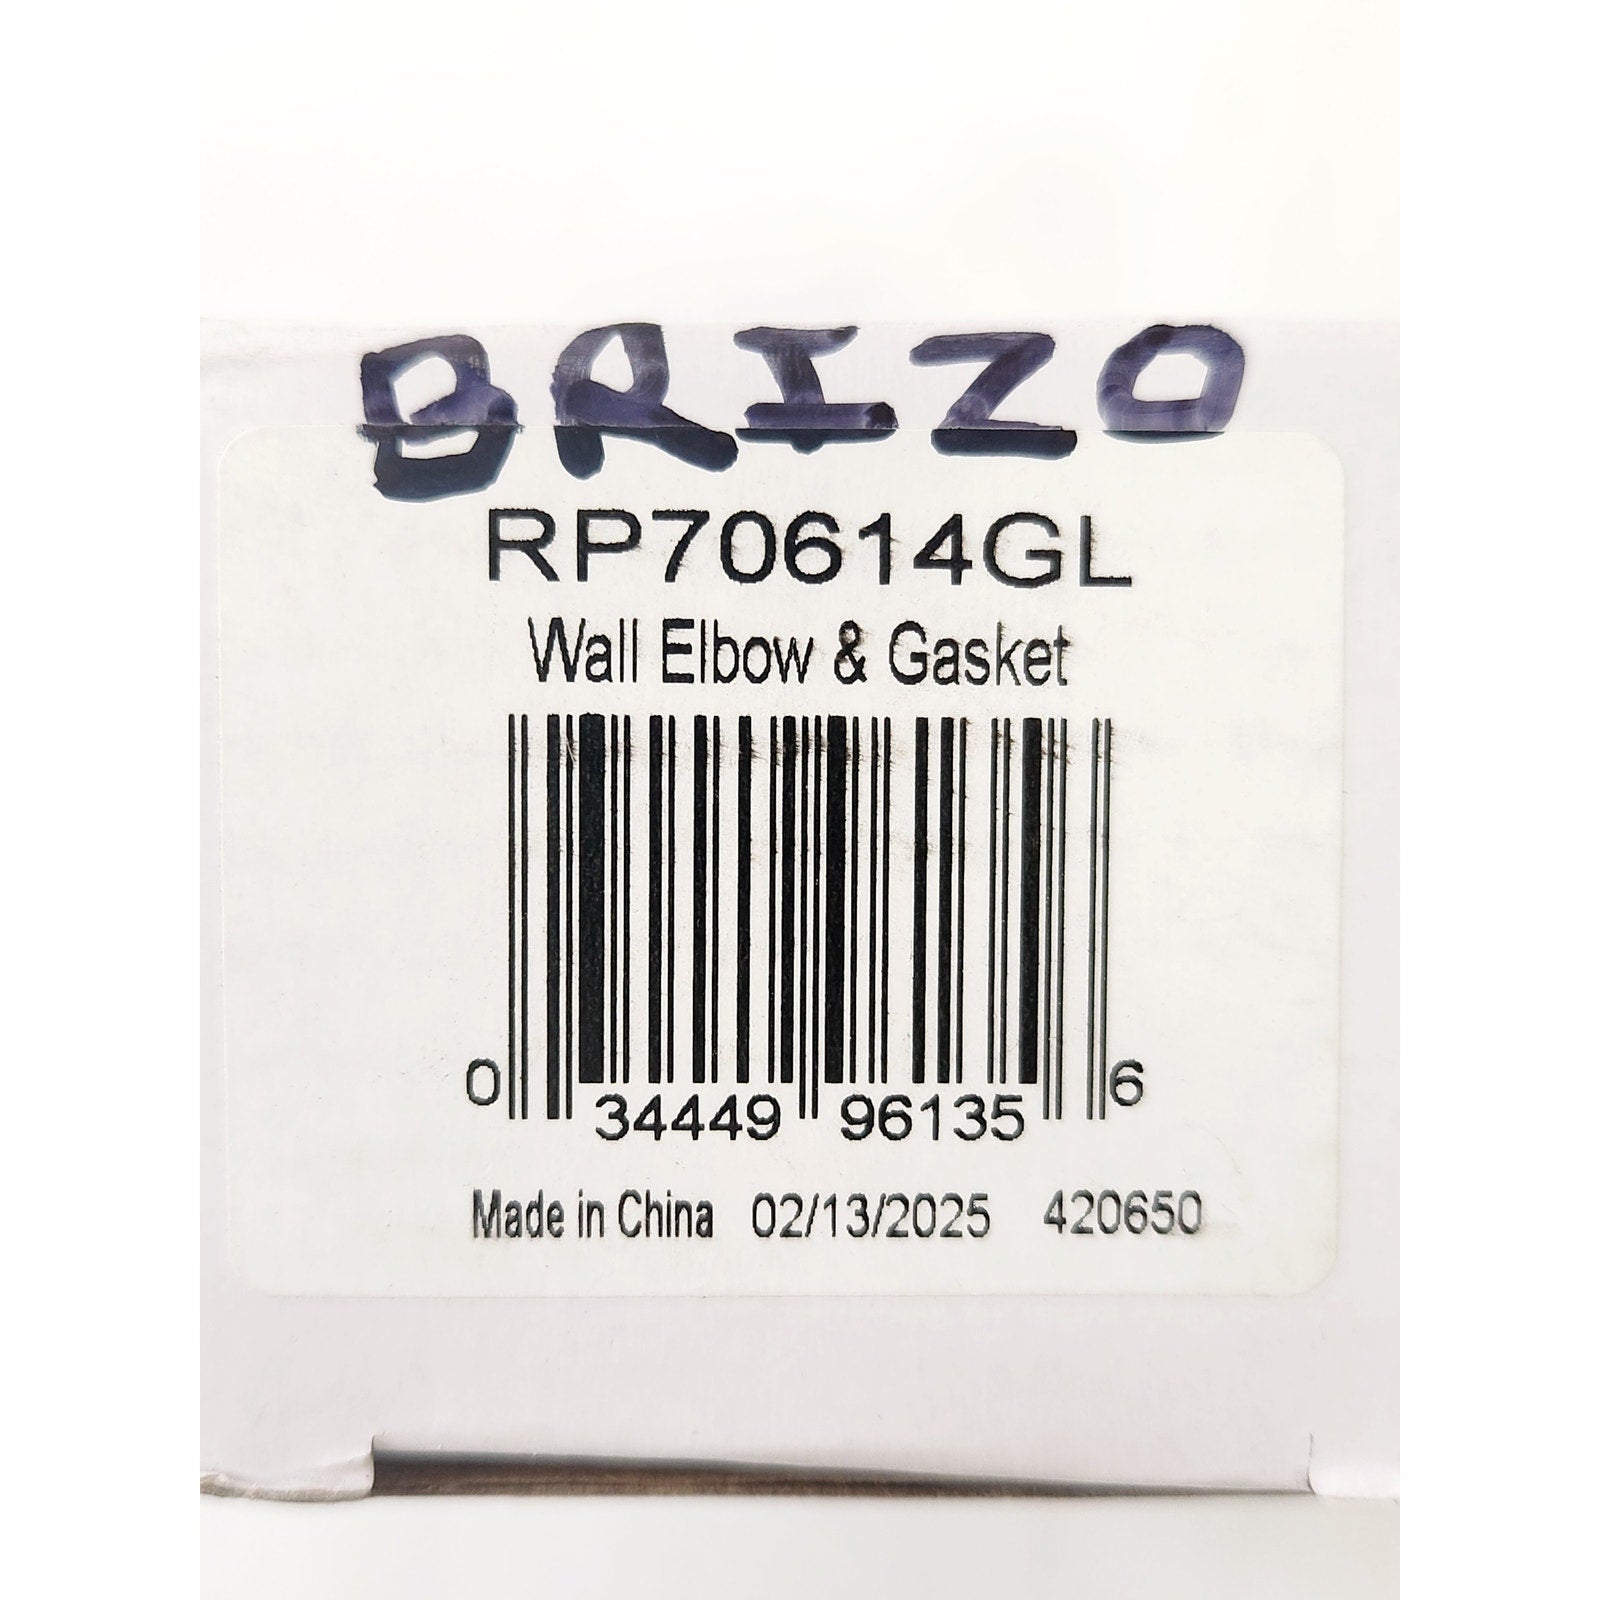 BRIZO
RP70614GL
Wall Elbow & Gasket
0 34449 96135 6
Made in China 02/13/2025 420650